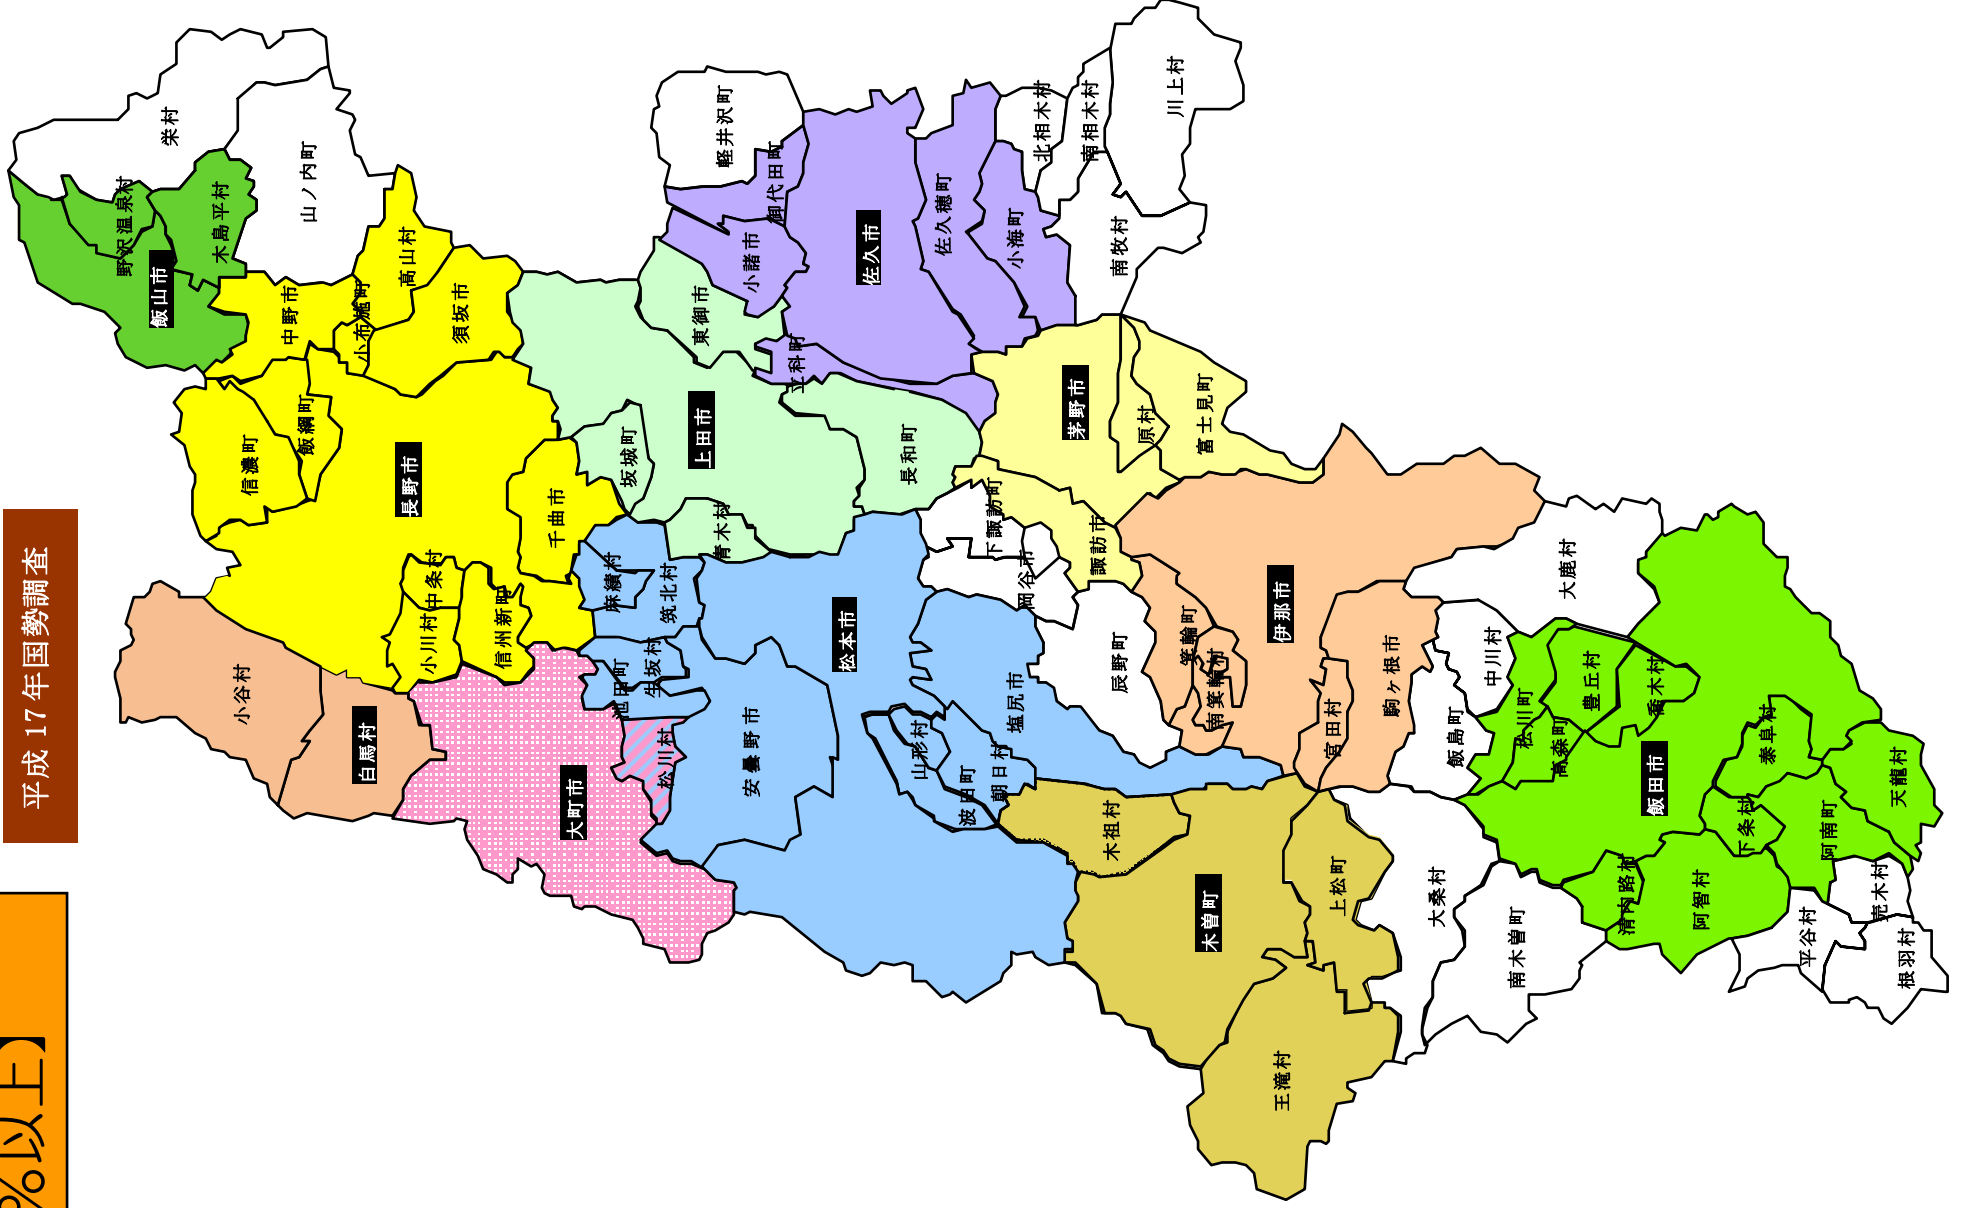 平成17年国勢調査
%以上】
栄村
野沢温泉村
木島平村
飯山市
山ノ内町
中野市
高山村
小布施町
須坂市
信濃町
飯綱町
長野市
千曲市
中条村
小川村
信州新町
小谷村
白馬村
大町市
松川村
池田町
生坂村
麻績村
筑北村
安曇野市
松本市
坂城町
青木村
上田市
東御市
長和町
立科町
軽井沢町
御代田町
小諸市
佐久市
佐久穂町
小海町
北相木村
南相木村
川上村
南牧村
茅野市
原村
富士見町
下諏訪町
岡谷市
諏訪市
辰野町
箕輪町
南箕輪村
伊那市
宮田村
駒ヶ根市
塩尻市
山形村
波田町
朝日村
木祖村
木曽町
上松町
王滝村
大桑村
南木曽町
飯島町
中川村
大鹿村
松川町
高森町
豊丘村
喬木村
飯田市
泰阜村
下条村
阿南町
天龍村
清内路村
阿智村
平谷村
売木村
根羽村